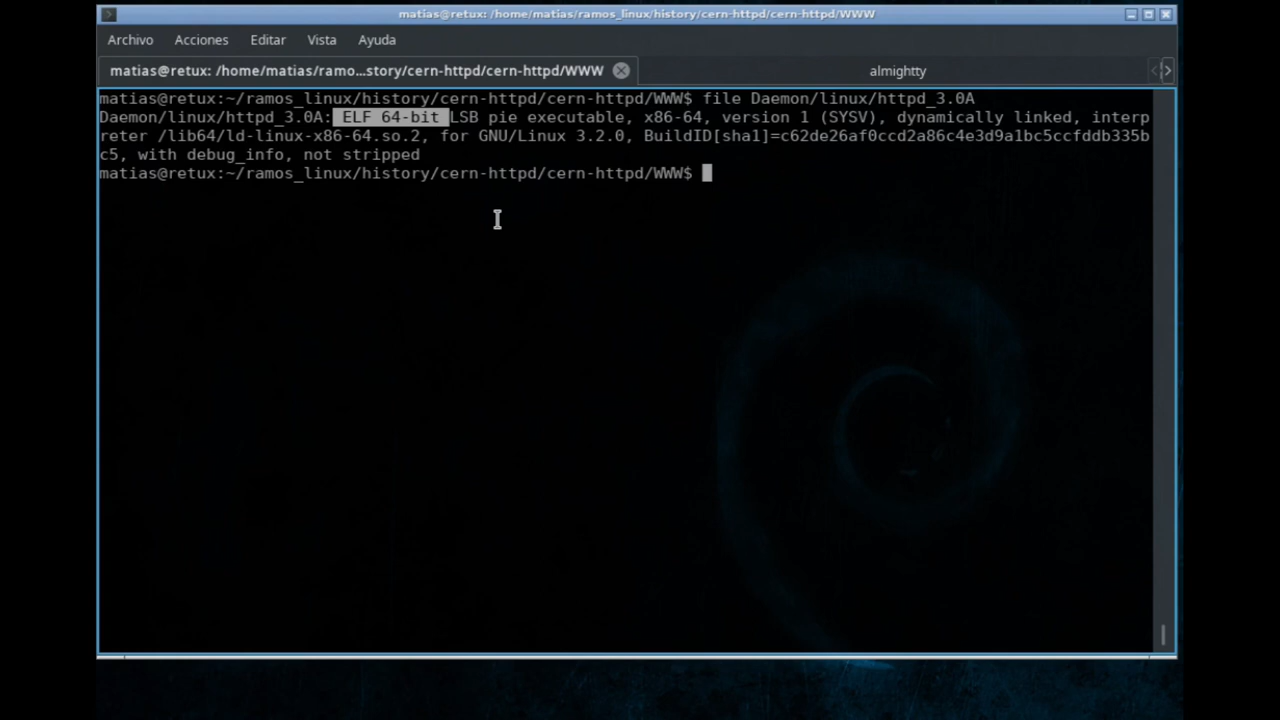 matias@retux: /home/matias/ramos_linux/history/cern-httpd/cern-httpd/WWW
Archivo Acciones Editar Vista Ayuda
matias@retux: /home/matias/ramo...story/cern-httpd/cern-httpd/WWW almightty
matias@retux:~/ramos_linux/history/cern-httpd/cern-httpd/WWW$ file Daemon/linux/httpd_3.0A
Daemon/linux/httpd_3.0A: ELF 64-bit LSB pie executable, x86-64, version 1 (SYSV), dynamically linked, interp
reter /lib64/ld-linux-x86-64.so.2, for GNU/Linux 3.2.0, BuildID[sha1]=c62de26af0ccd2a86c4e3d9a1bc5ccfddb335b
c5, with debug_info, not stripped
matias@retux:~/ramos_linux/history/cern-httpd/cern-httpd/WWW$